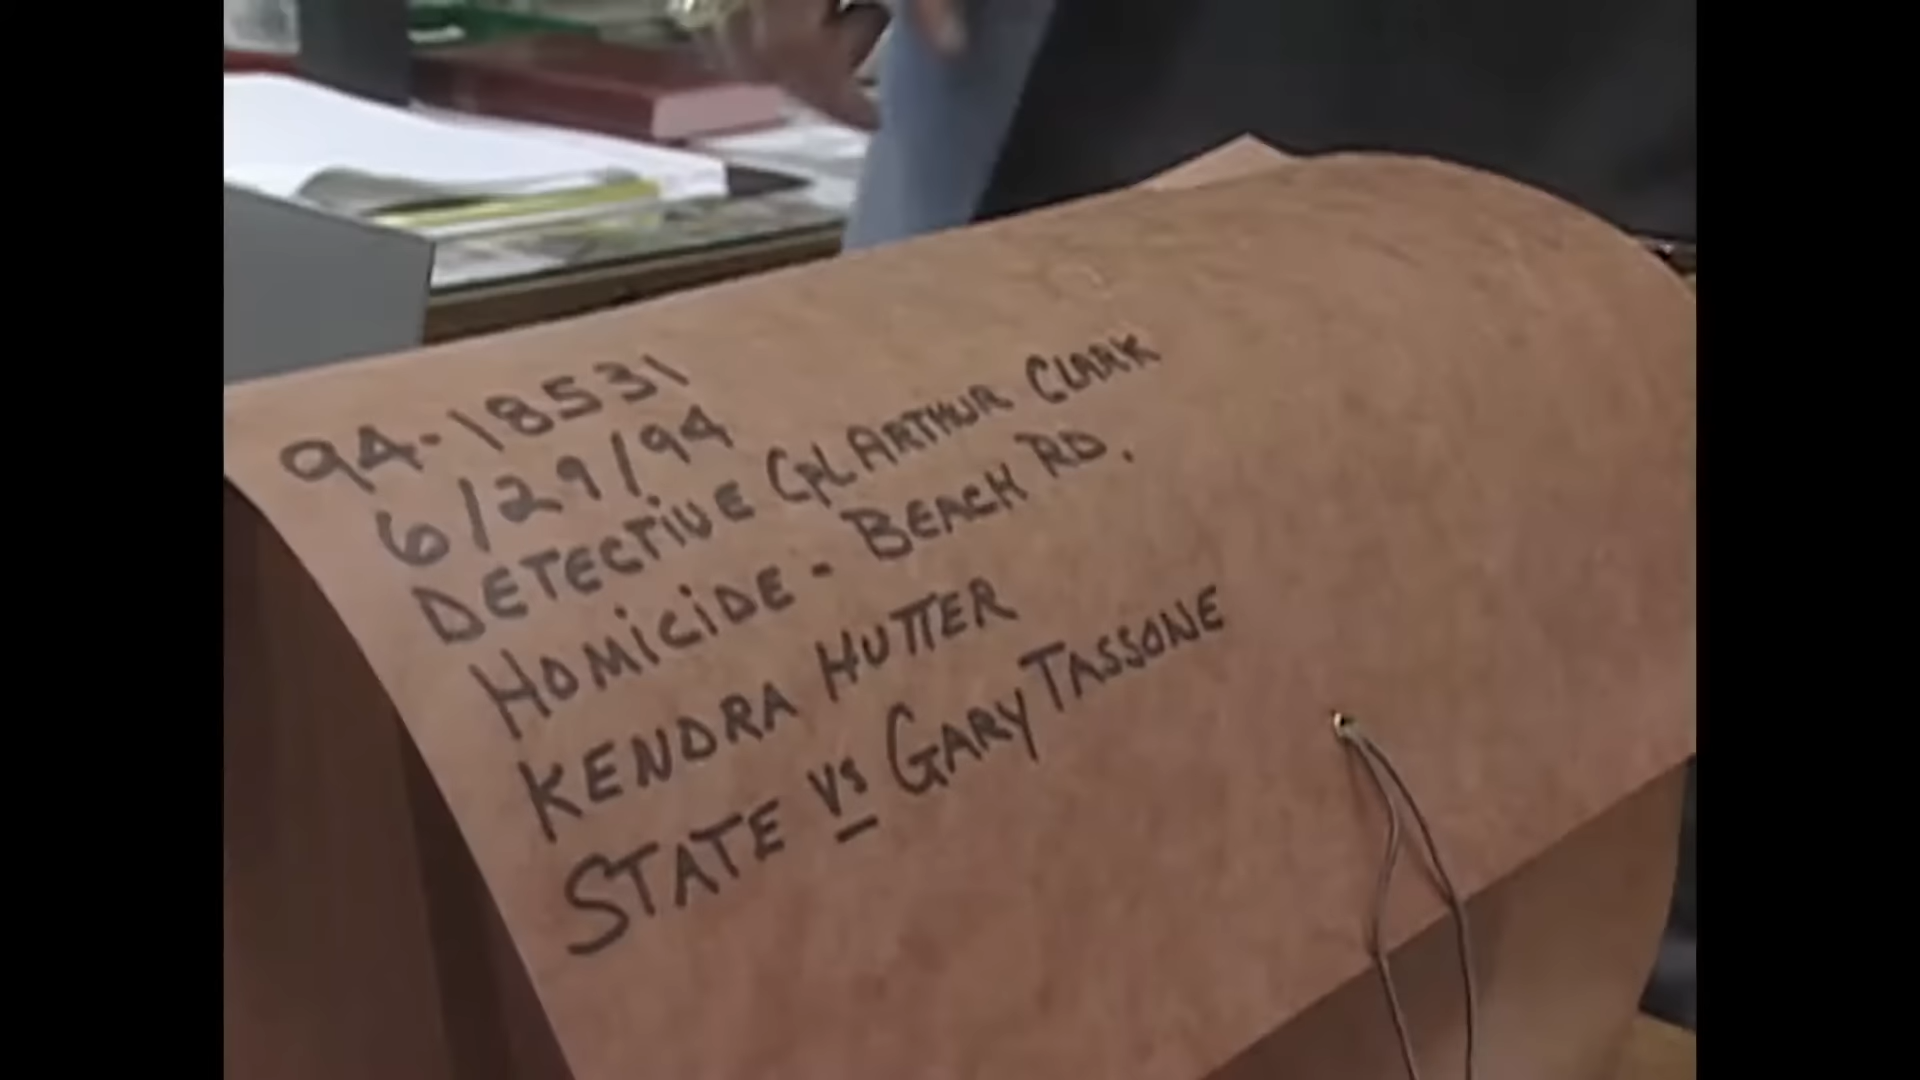 94-18531
6/29/94
DETECTIVE CPL ARTHUR CLARK
HOMICIDE - BEACH RD.
KENDRA HUTTER
STATE VS GARY TASSONE